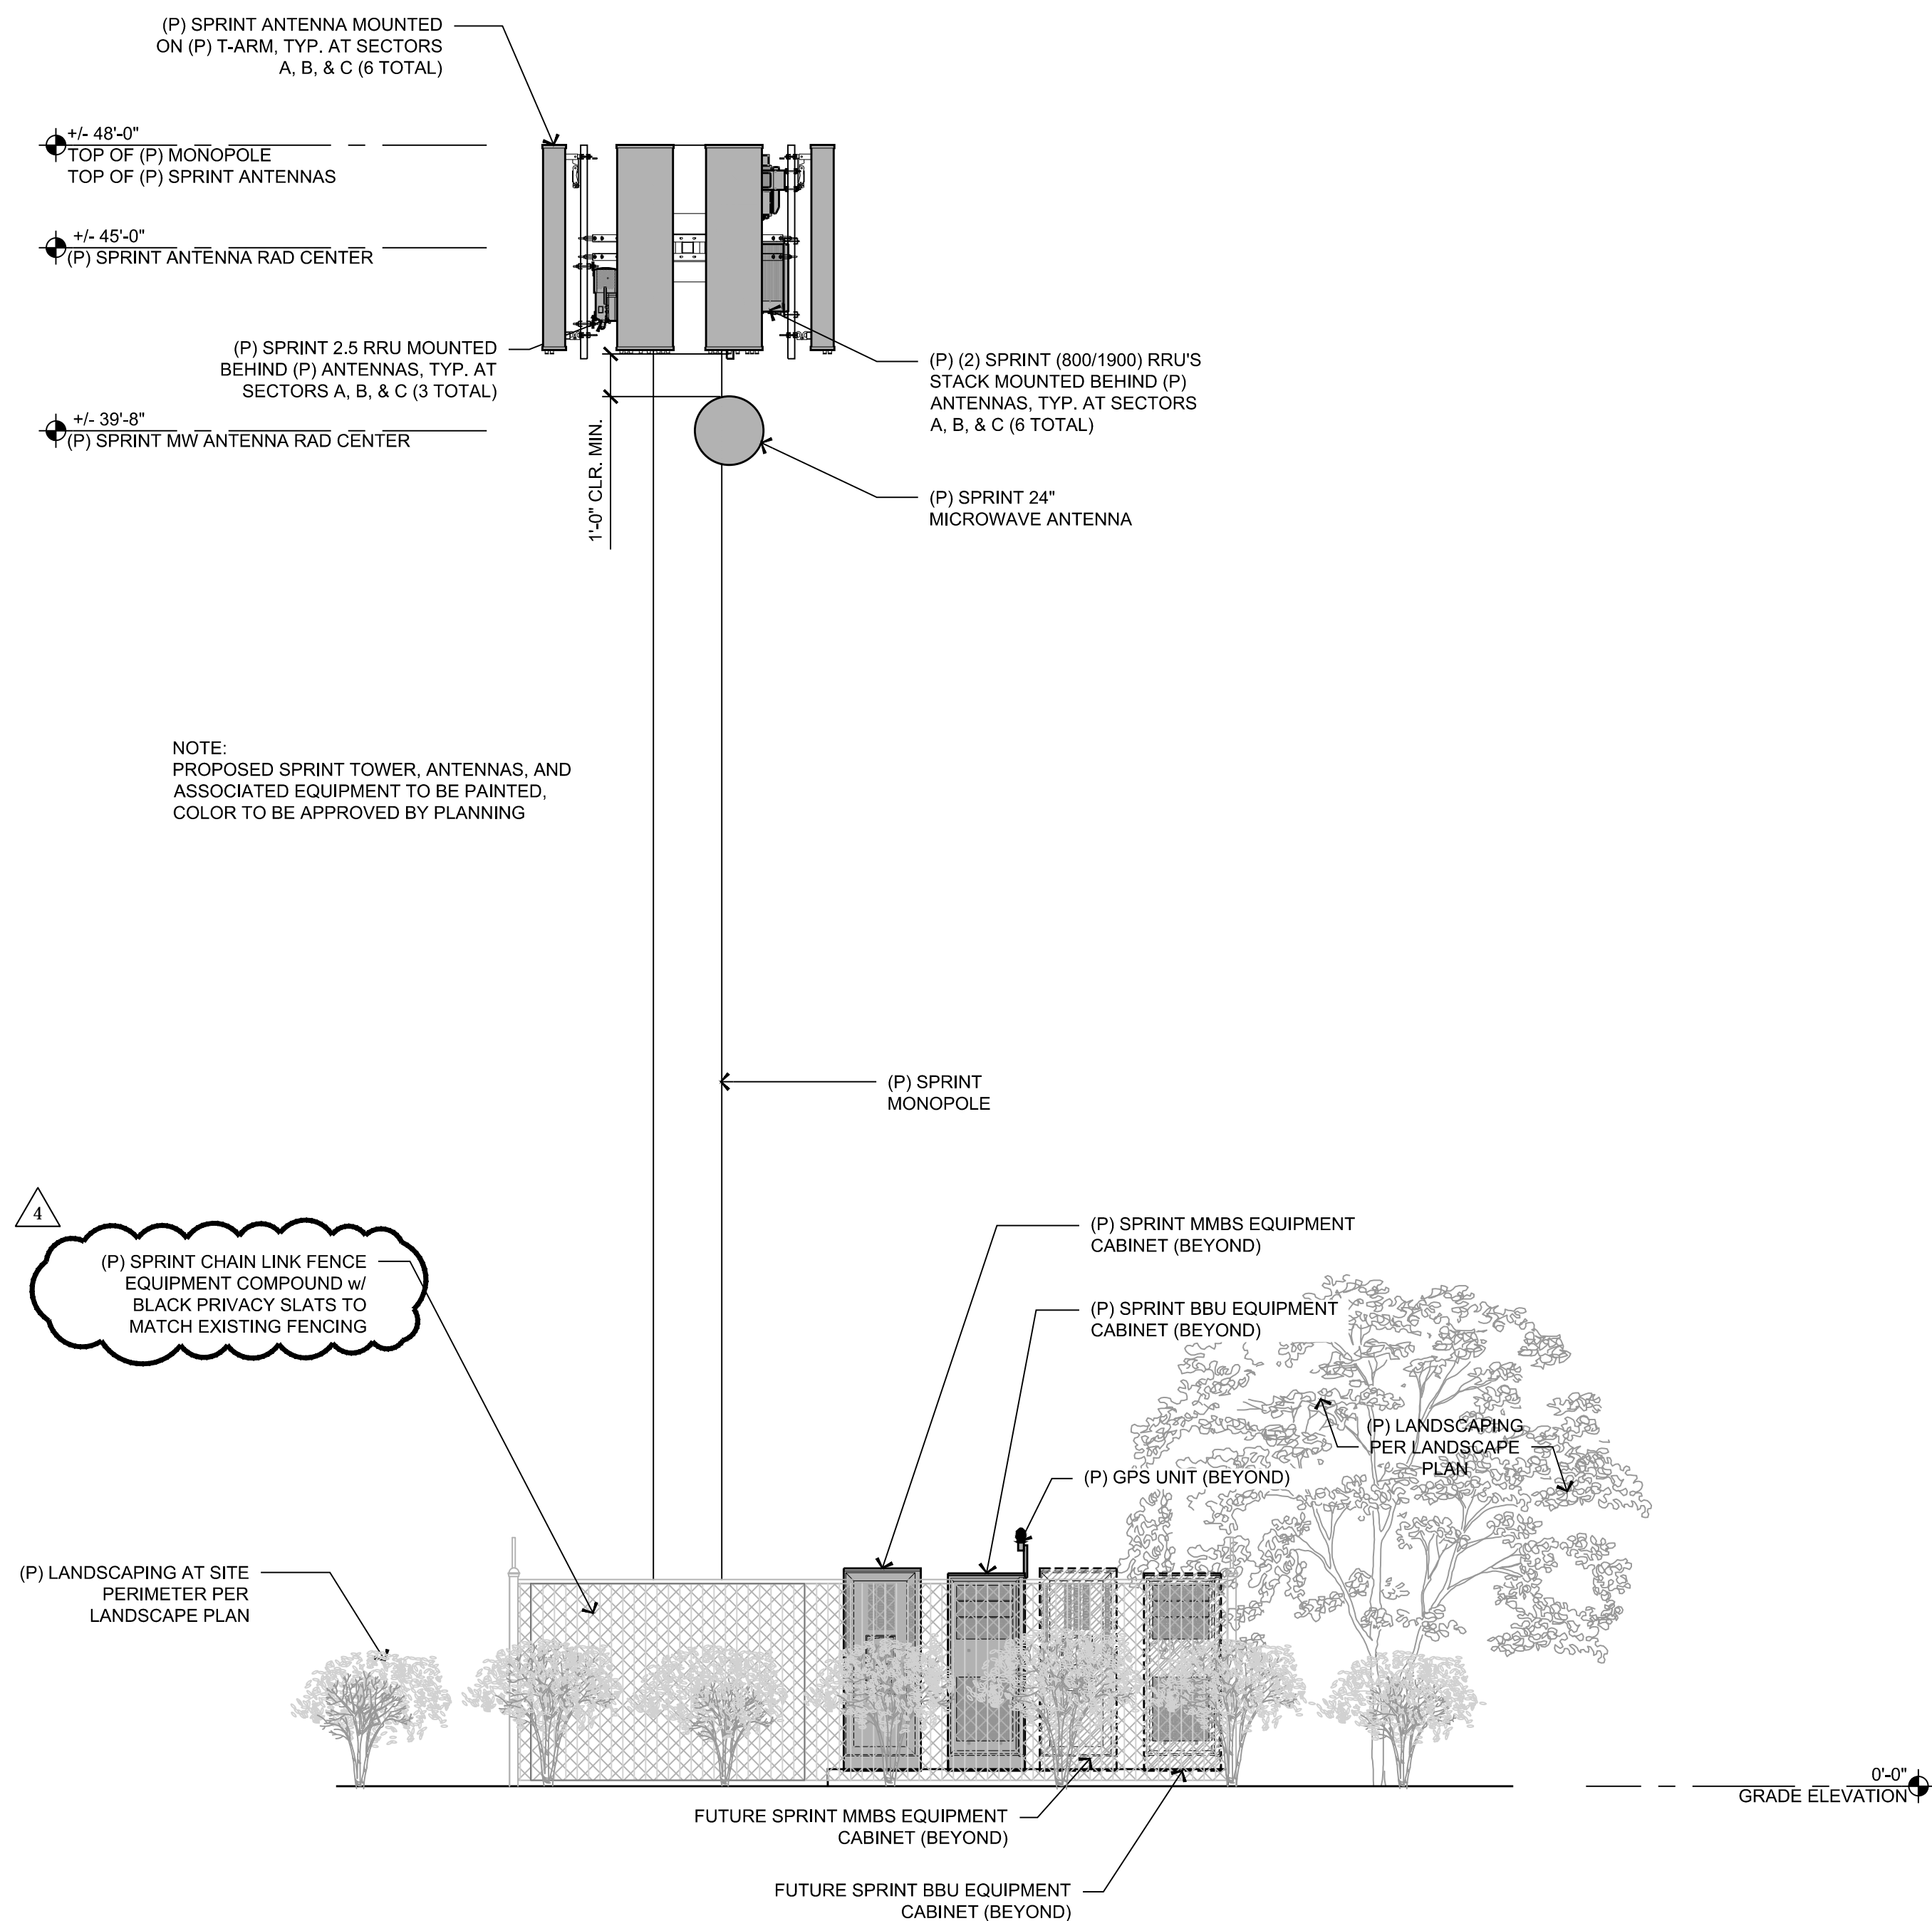 (P) SPRINT ANTENNA MOUNTED
ON (P) T-ARM, TYP. AT SECTORS
A, B, & C (6 TOTAL)
+/- 48'-0"
TOP OF (P) MONOPOLE
TOP OF (P) SPRINT ANTENNAS
+/- 45'-0"
(P) SPRINT ANTENNA RAD CENTER
(P) SPRINT 2.5 RRU MOUNTED
BEHIND (P) ANTENNAS, TYP. AT
SECTORS A, B, & C (3 TOTAL)
(P) (2) SPRINT (800/1900) RRU'S
STACK MOUNTED BEHIND (P)
ANTENNAS, TYP. AT SECTORS
A, B, & C (6 TOTAL)
+/- 39'-8"
(P) SPRINT MW ANTENNA RAD CENTER
1'-0" CLR. MIN.
(P) SPRINT 24"
MICROWAVE ANTENNA
NOTE:
PROPOSED SPRINT TOWER, ANTENNAS, AND
ASSOCIATED EQUIPMENT TO BE PAINTED,
COLOR TO BE APPROVED BY PLANNING
(P) SPRINT
MONOPOLE
4
(P) SPRINT CHAIN LINK FENCE
EQUIPMENT COMPOUND w/
BLACK PRIVACY SLATS TO
MATCH EXISTING FENCING
(P) SPRINT MMBS EQUIPMENT
CABINET (BEYOND)
(P) SPRINT BBU EQUIPMENT
CABINET (BEYOND)
(P) LANDSCAPING
PER LANDSCAPE
PLAN
(P) GPS UNIT (BEYOND)
(P) LANDSCAPING AT SITE
PERIMETER PER
LANDSCAPE PLAN
0'-0"
GRADE ELEVATION
FUTURE SPRINT MMBS EQUIPMENT
CABINET (BEYOND)
FUTURE SPRINT BBU EQUIPMENT
CABINET (BEYOND)